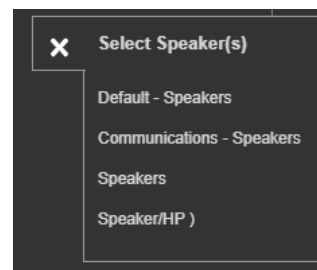 Select Speaker(s)
Default - Speakers
Communications - Speakers
Speakers
Speaker/HP )